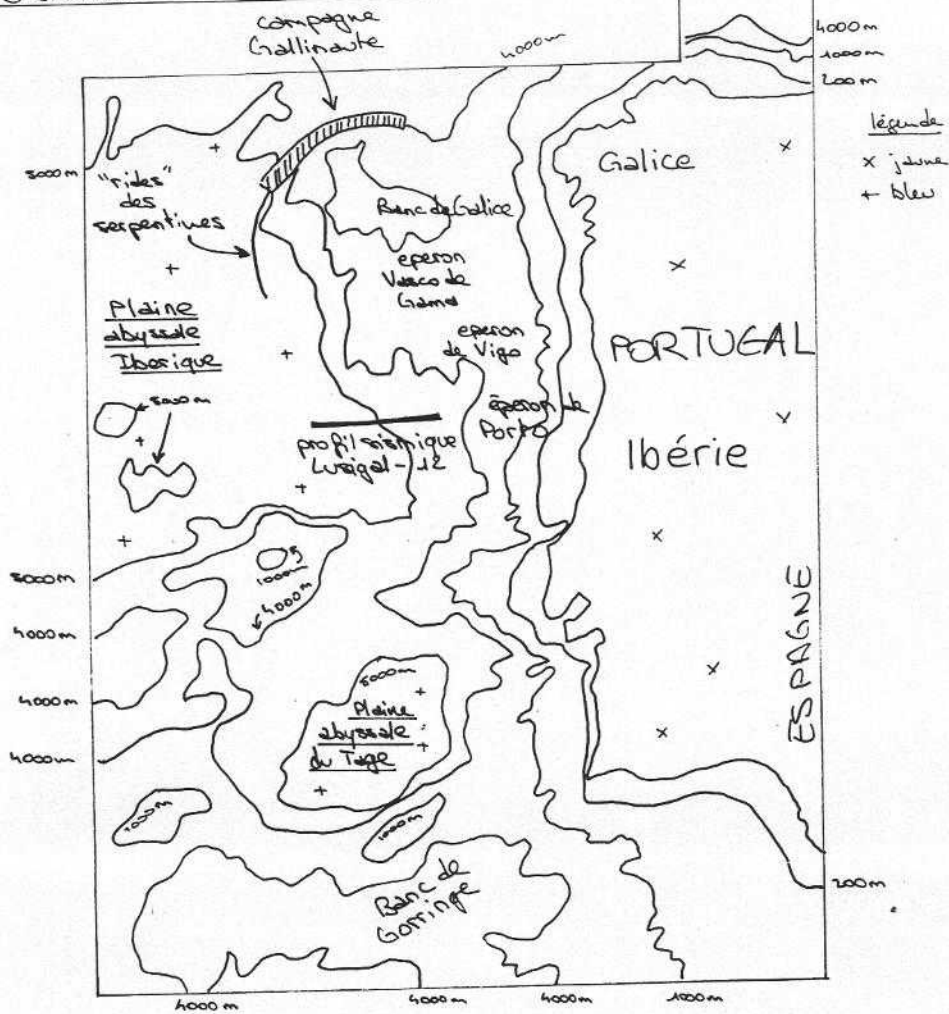 campagne
Gallinaute
4000m
4000m
1000m
200m
légende
x jaune
+ bleu
5000m
"rides"
des
serpentines
Galice
Banc de Galice
eperon
Vasco de
Gama
Plaine
abyssale
Iberique
eperon
de Vigo
PORTUGAL
5000m
éperon de
Porto
profil sismique
Lusigal-12
Ibérie
5000m
1000m
4000m
4000m
ESPAGNE
4000m
5000m
Plaine
abyssale
du Tage
4000m
1000m
1000m
200m
Banc de
Gorringe
4000m
4000m
4000m
1000m